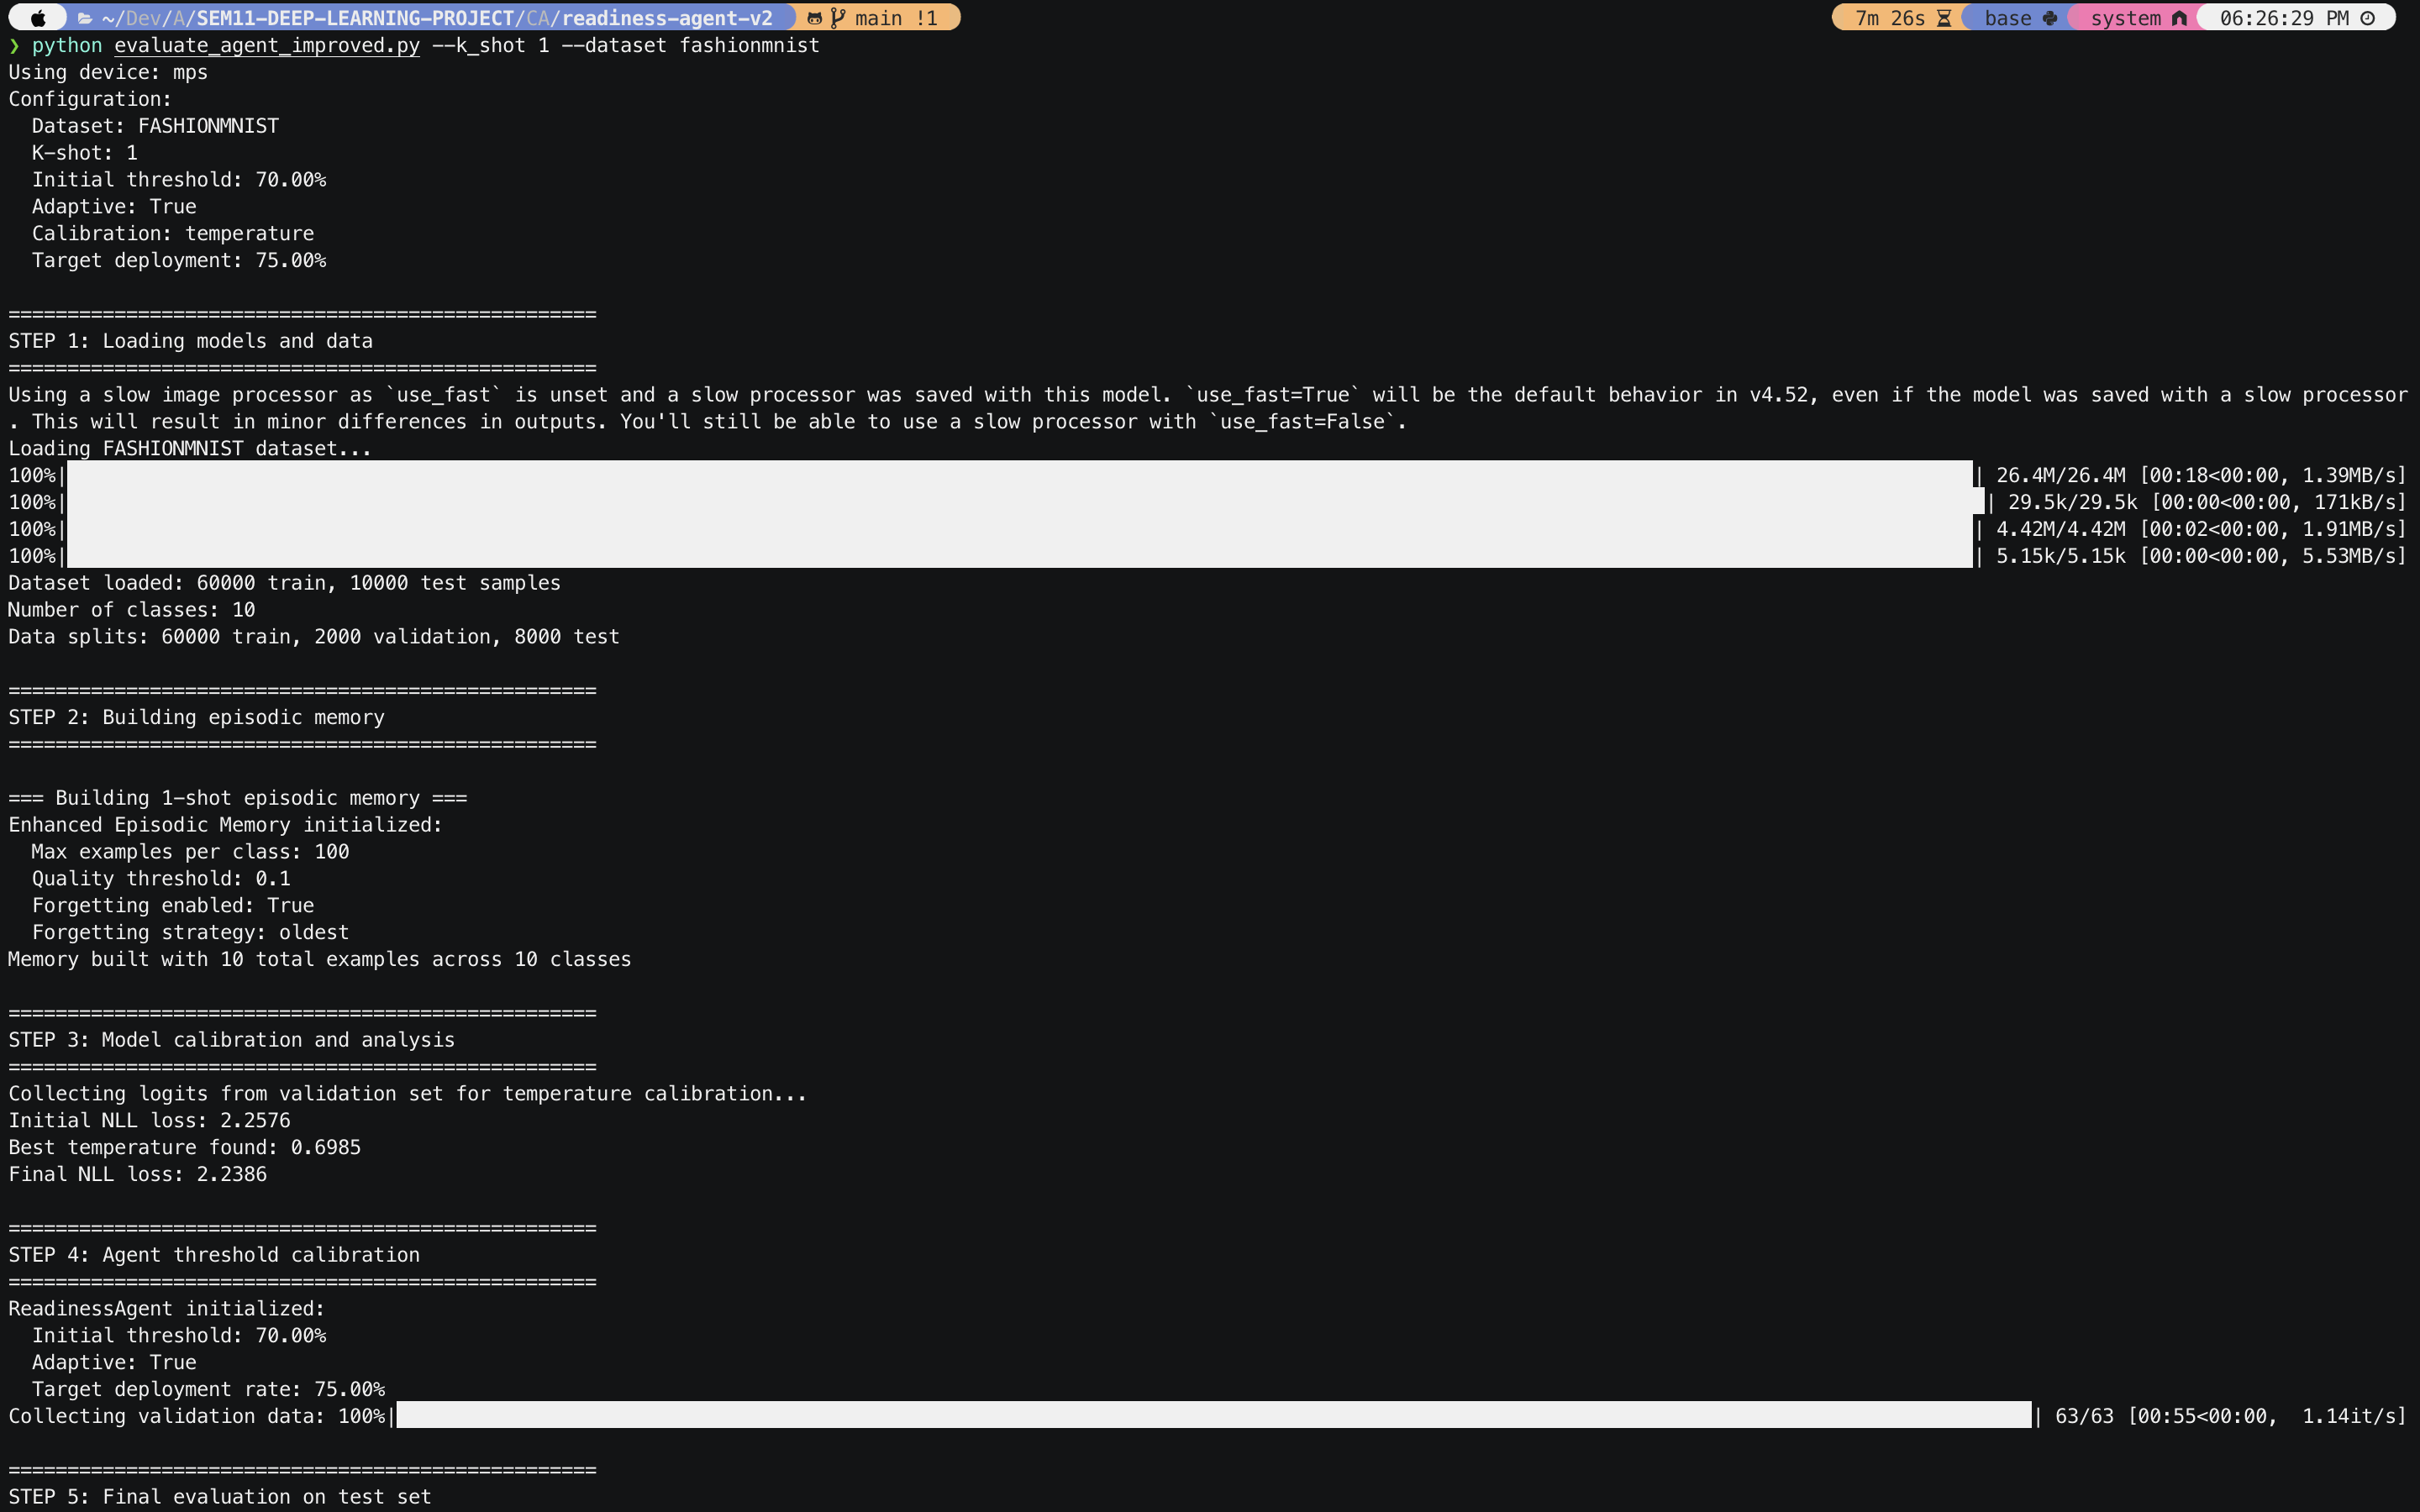 ~/Dev/A/SEM11-DEEP-LEARNING-PROJECT/CA/readiness-agent-v2 main !1 7m 26s base system 06:26:29 PM
❯ python evaluate_agent_improved.py --k_shot 1 --dataset fashionmnist
Using device: mps
Configuration:
  Dataset: FASHIONMNIST
  K-shot: 1
  Initial threshold: 70.00%
  Adaptive: True
  Calibration: temperature
  Target deployment: 75.00%
==================================================
STEP 1: Loading models and data
==================================================
Using a slow image processor as `use_fast` is unset and a slow processor was saved with this model. `use_fast=True` will be the default behavior in v4.52, even if the model was saved with a slow processor
. This will result in minor differences in outputs. You'll still be able to use a slow processor with `use_fast=False`.
Loading FASHIONMNIST dataset...
100%| | 26.4M/26.4M [00:18<00:00, 1.39MB/s]
100%| | 29.5k/29.5k [00:00<00:00, 171kB/s]
100%| | 4.42M/4.42M [00:02<00:00, 1.91MB/s]
100%| | 5.15k/5.15k [00:00<00:00, 5.53MB/s]
Dataset loaded: 60000 train, 10000 test samples
Number of classes: 10
Data splits: 60000 train, 2000 validation, 8000 test
==================================================
STEP 2: Building episodic memory
==================================================
=== Building 1-shot episodic memory ===
Enhanced Episodic Memory initialized:
  Max examples per class: 100
  Quality threshold: 0.1
  Forgetting enabled: True
  Forgetting strategy: oldest
Memory built with 10 total examples across 10 classes
==================================================
STEP 3: Model calibration and analysis
==================================================
Collecting logits from validation set for temperature calibration...
Initial NLL loss: 2.2576
Best temperature found: 0.6985
Final NLL loss: 2.2386
==================================================
STEP 4: Agent threshold calibration
==================================================
ReadinessAgent initialized:
  Initial threshold: 70.00%
  Adaptive: True
  Target deployment rate: 75.00%
Collecting validation data: 100%| | 63/63 [00:55<00:00,  1.14it/s]
==================================================
STEP 5: Final evaluation on test set